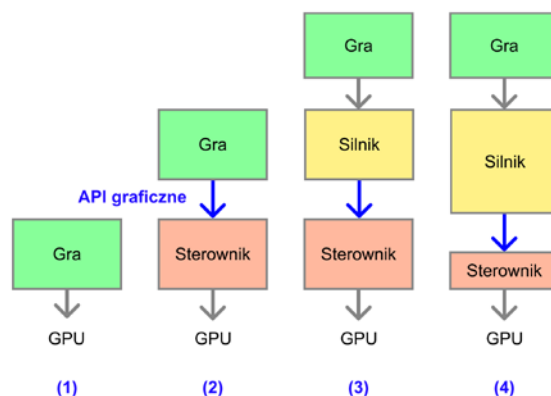 Gra
Gra
Gra
Silnik
Silnik
API graficzne
Gra
Sterownik
Sterownik
Sterownik
GPU
GPU
GPU
GPU
(1)
(2)
(3)
(4)